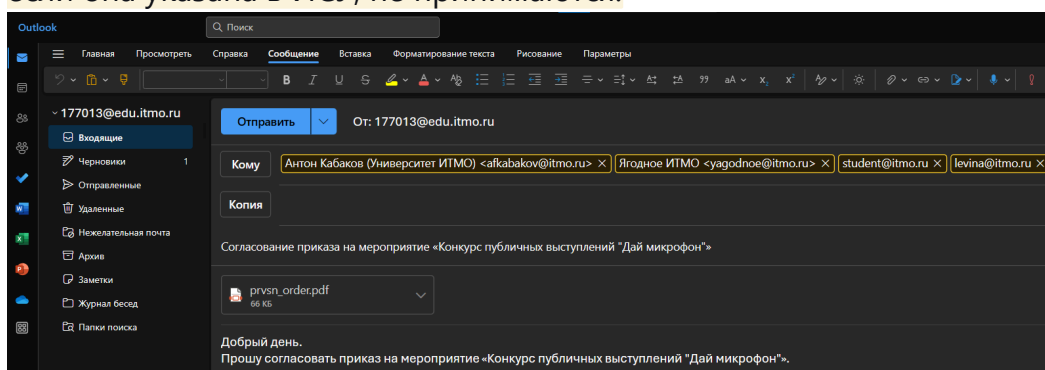 Outlook
Поиск
Главная Просмотреть Справка Сообщение Вставка Форматирование текста Рисование Параметры
177013@edu.itmo.ru
Отправить От: 177013@edu.itmo.ru
Входящие
Черновики 1
Кому Антон Кабаков (Университет ИТМО) <afkabakov@itmo.ru> Ягодное ИТМО <yagodnoe@itmo.ru> student@itmo.ru levina@itmo.ru
Отправленные
Удаленные
Копия
Нежелательная почта
Согласование приказа на мероприятие «Конкурс публичных выступлений "Дай микрофон"»
Архив
Заметки
prvsn_order.pdf
66 КБ
Журнал бесед
Папки поиска
Добрый день.
Прошу согласовать приказ на мероприятие «Конкурс публичных выступлений "Дай микрофон"».